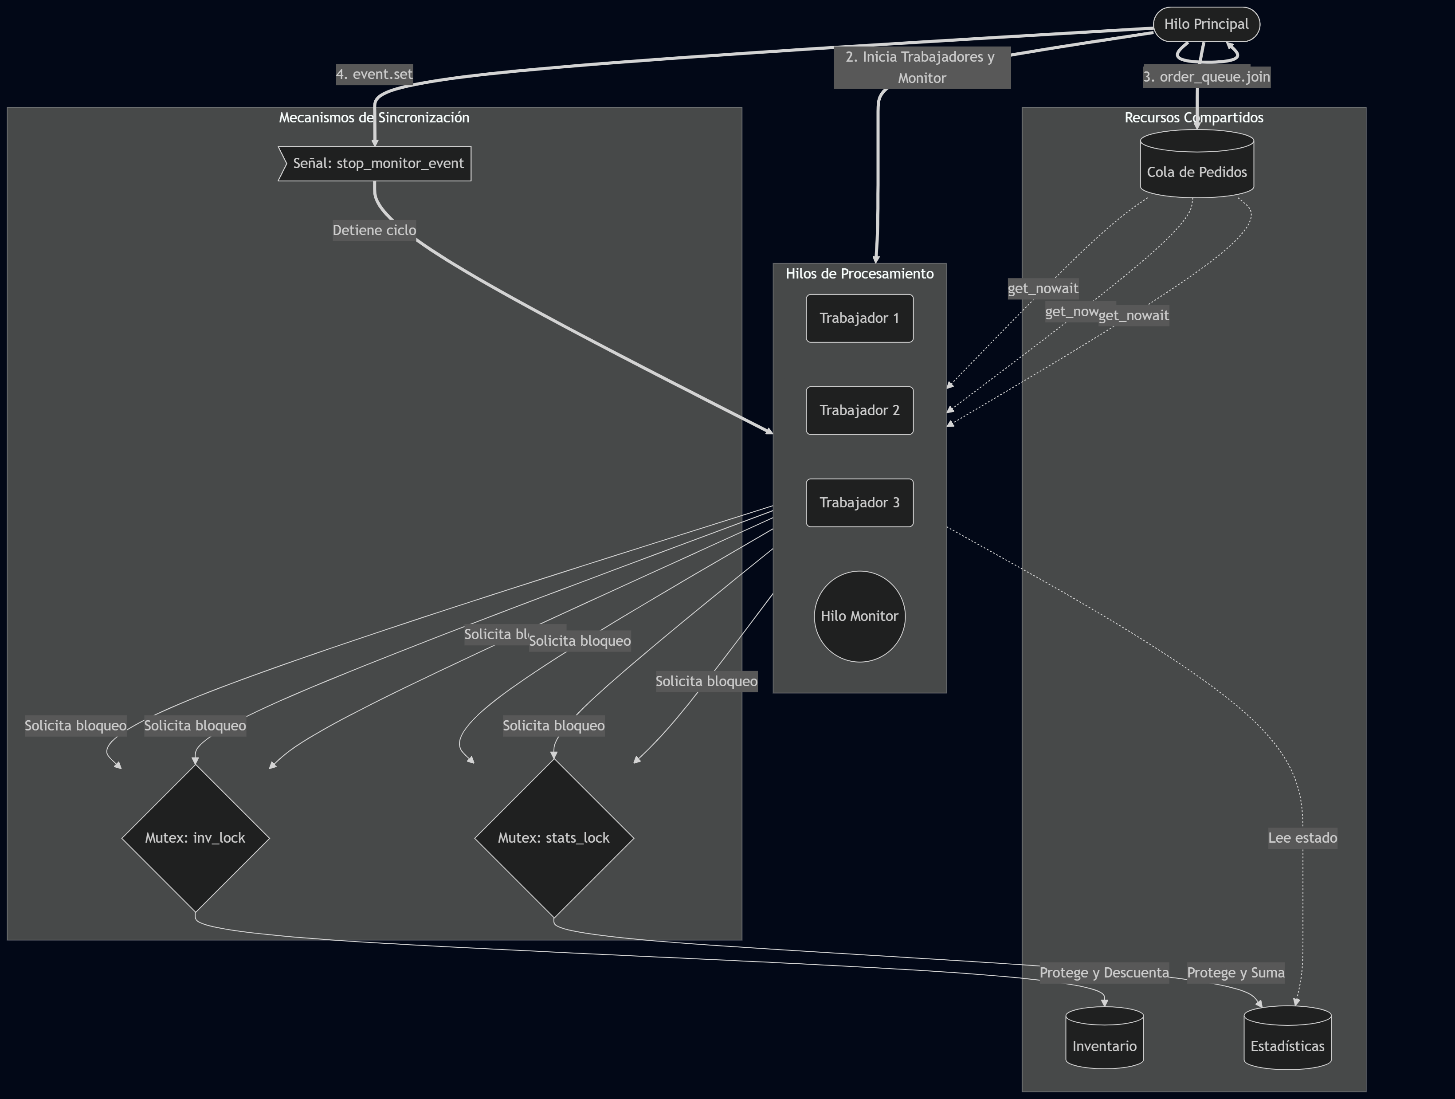 Hilo Principal
4. event.set
2. Inicia Trabajadores y
Monitor
3. order_queue.join
Mecanismos de Sincronización
Recursos Compartidos
Señal: stop_monitor_event
Cola de Pedidos
Detiene ciclo
Hilos de Procesamiento
get_nowait
get_now
get_nowait
Trabajador 1
Trabajador 2
Trabajador 3
Hilo Monitor
Solicita bl
Solicita bloqueo
Solicita bloqueo
Solicita bloqueo
Solicita bloqueo
Solicita bloqueo
Mutex: inv_lock
Mutex: stats_lock
Lee estado
Protege y Descuenta
Protege y Suma
Inventario
Estadísticas